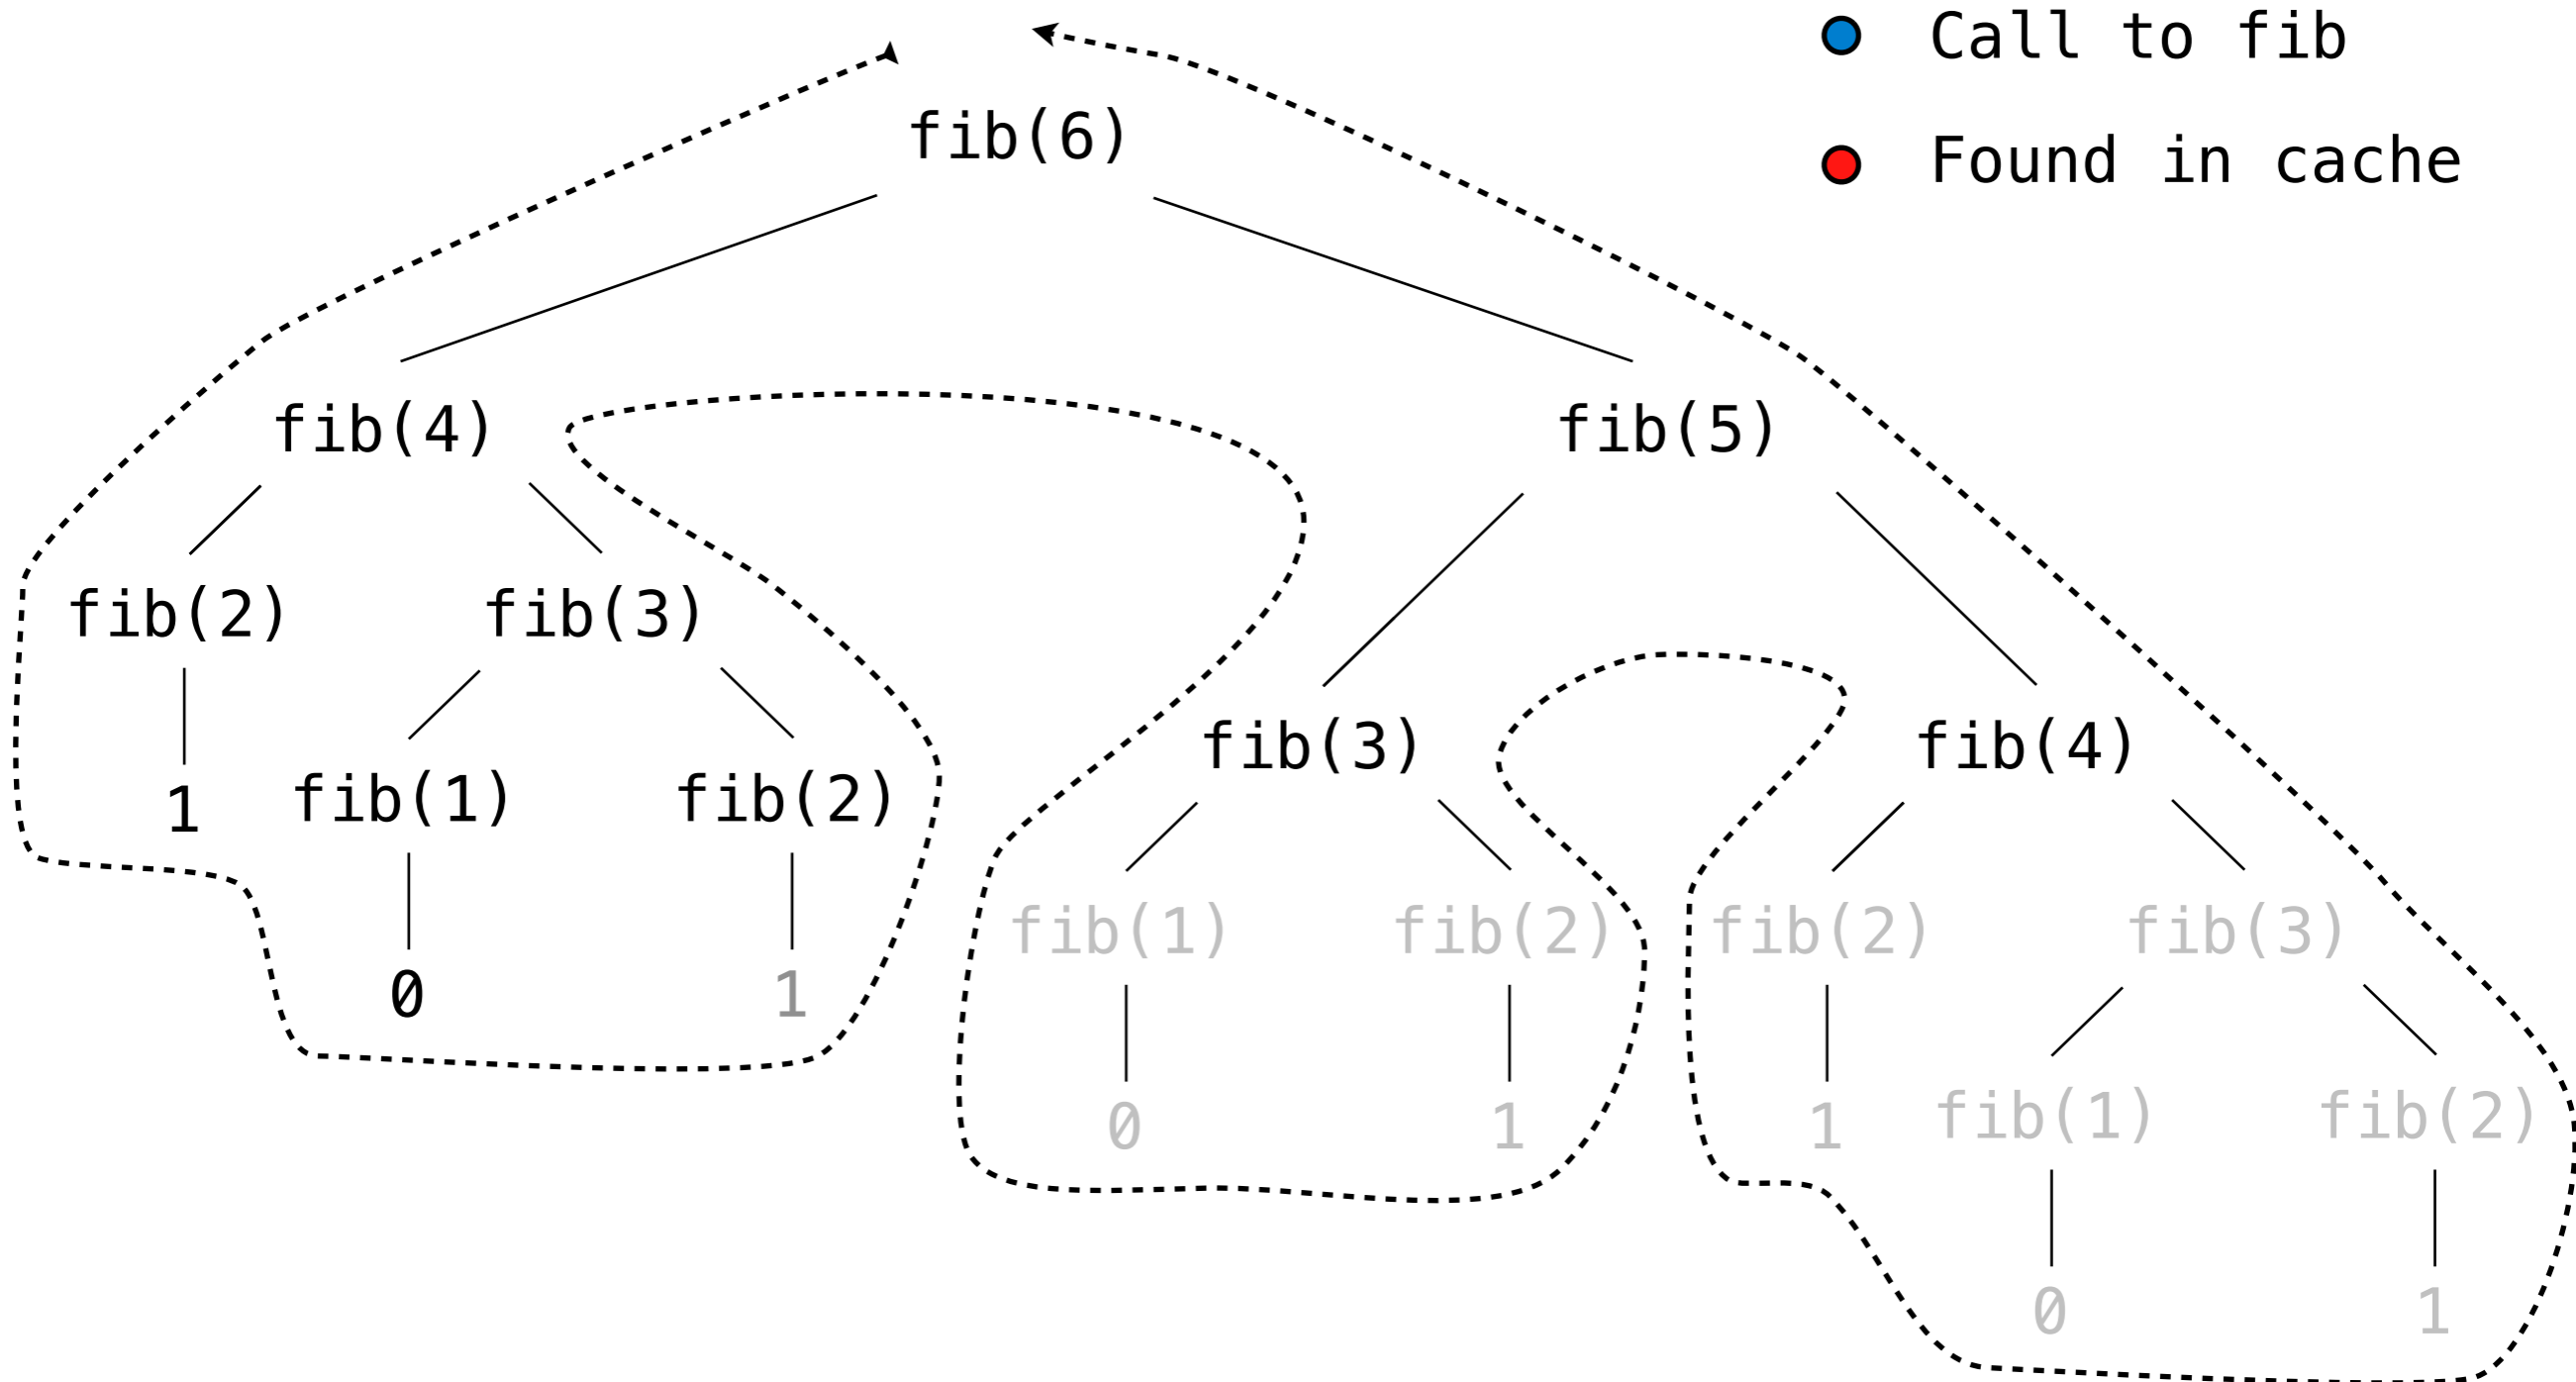 Call to fib
fib(6)
Found in cache
fib(4) fib(5)
fib(2) fib(3)
fib(3) fib(4)
1 fib(1) fib(2)
fib(1) fib(2) fib(2) fib(3)
0 1
0 1 1 fib(1) fib(2)
0 1